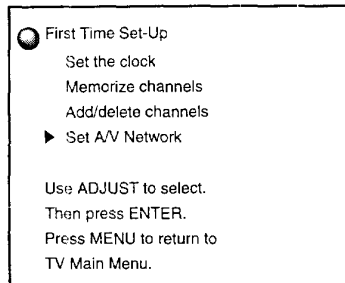 First Time Set-Up
Set the clock
Memorize channels
Add/delete channels
Set A/V Network
Use ADJUST to select.
Then press ENTER.
Press MENU to return to
TV Main Menu.